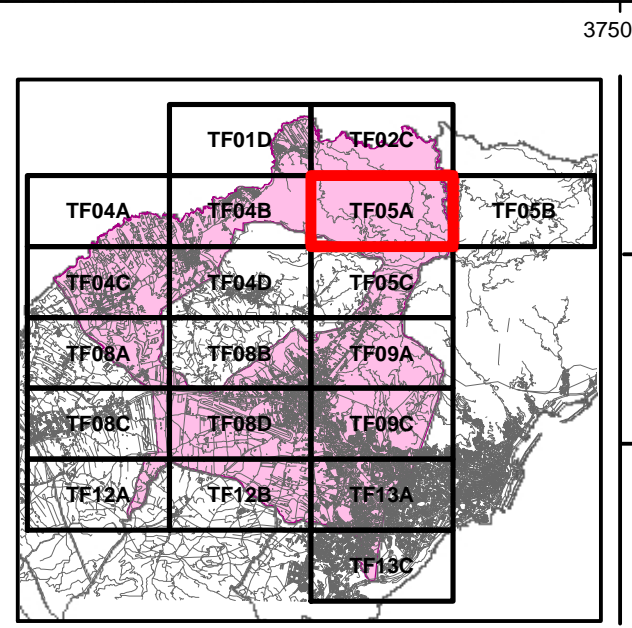 3750
TF01D TF02C
TF04A TF04B TF05A TF05B
TF04C TF04D TF05C
TF08A TF08B TF09A
TF08C TF08D TF09C
TF12A TF12B TF13A
TF13C